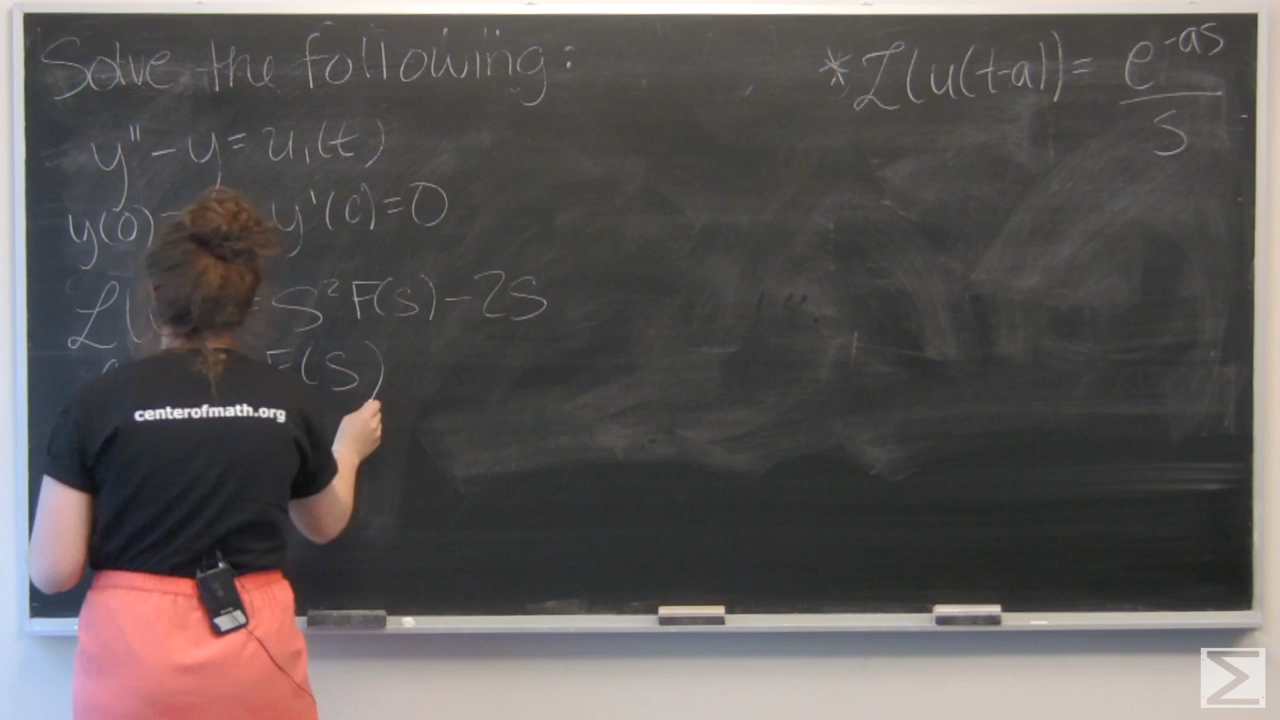 Solve the following:
*ℒ(u(t-a)) = e^-as / s
y'' - y = u₁(t)
y(0) y'(0)=0
ℒ( = S²F(s) - 2S
F(s)
centerofmath.org
Σ